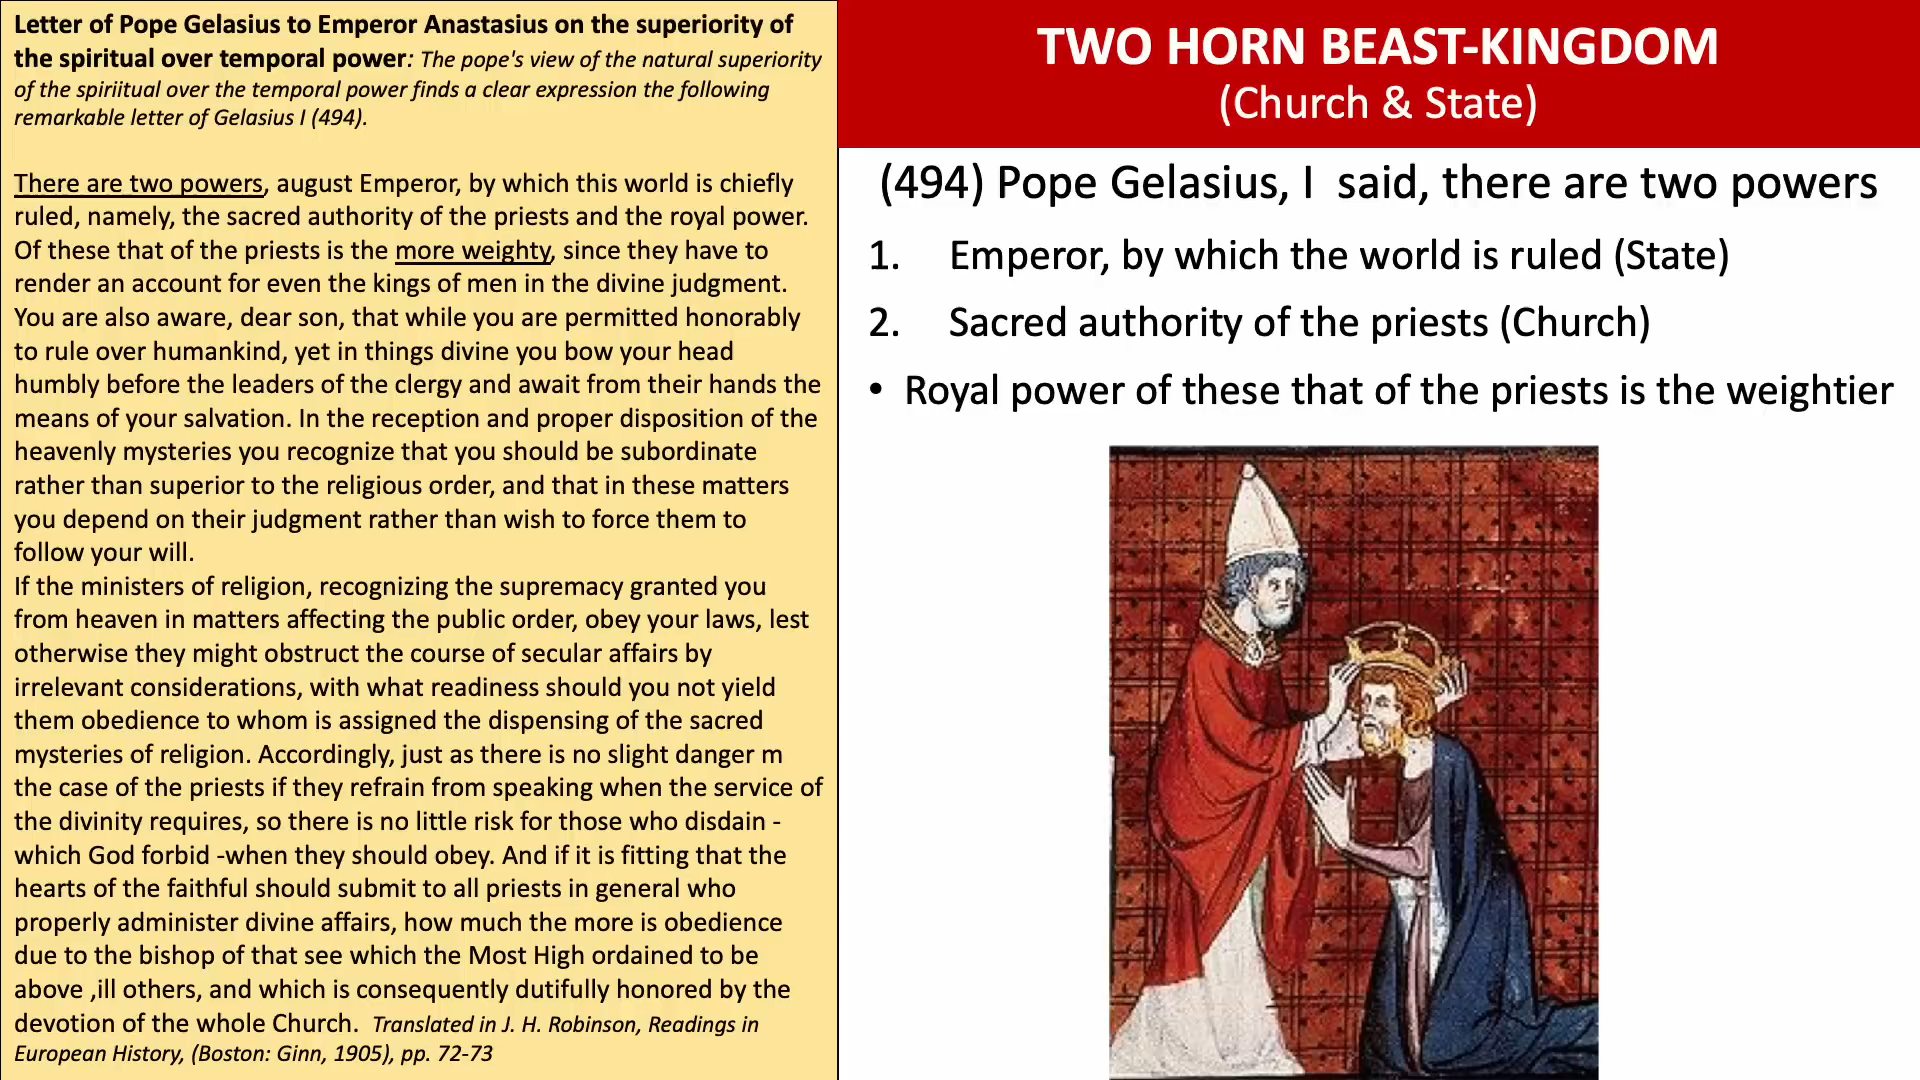 Letter of Pope Gelasius to Emperor Anastasius on the superiority of
the spiritual over temporal power: The pope's view of the natural superiority
of the spiriitual over the temporal power finds a clear expression the following
remarkable letter of Gelasius I (494).
There are two powers, august Emperor, by which this world is chiefly
ruled, namely, the sacred authority of the priests and the royal power.
Of these that of the priests is the more weighty, since they have to
render an account for even the kings of men in the divine judgment.
You are also aware, dear son, that while you are permitted honorably
to rule over humankind, yet in things divine you bow your head
humbly before the leaders of the clergy and await from their hands the
means of your salvation. In the reception and proper disposition of the
heavenly mysteries you recognize that you should be subordinate
rather than superior to the religious order, and that in these matters
you depend on their judgment rather than wish to force them to
follow your will.
If the ministers of religion, recognizing the supremacy granted you
from heaven in matters affecting the public order, obey your laws, lest
otherwise they might obstruct the course of secular affairs by
irrelevant considerations, with what readiness should you not yield
them obedience to whom is assigned the dispensing of the sacred
mysteries of religion. Accordingly, just as there is no slight danger m
the case of the priests if they refrain from speaking when the service of
the divinity requires, so there is no little risk for those who disdain -
which God forbid -when they should obey. And if it is fitting that the
hearts of the faithful should submit to all priests in general who
properly administer divine affairs, how much the more is obedience
due to the bishop of that see which the Most High ordained to be
above ,ill others, and which is consequently dutifully honored by the
devotion of the whole Church. Translated in J. H. Robinson, Readings in
European History, (Boston: Ginn, 1905), pp. 72-73
TWO HORN BEAST-KINGDOM
(Church & State)
(494) Pope Gelasius, I said, there are two powers
1. Emperor, by which the world is ruled (State)
2. Sacred authority of the priests (Church)
• Royal power of these that of the priests is the weightier